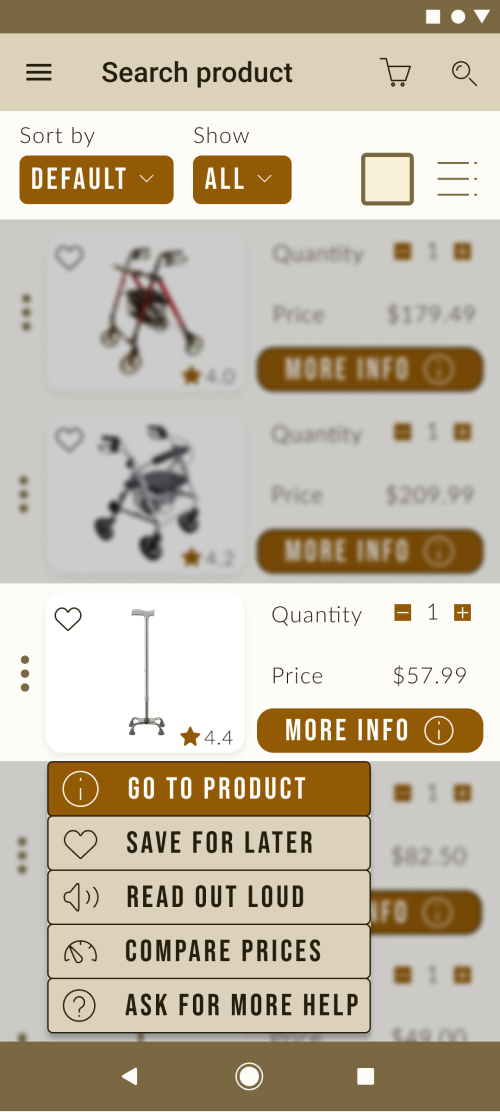 Search product
Sort by
Show
DEFAULT
ALL
Quantity 1
Price $179.49
4.0
MORE INFO
Quantity 1
Price $209.99
4.2
MORE INFO
Quantity 1
Price $57.99
4.4
MORE INFO
GO TO PRODUCT
1
SAVE FOR LATER
$82.50
READ OUT LOUD
NFO
COMPARE PRICES
1
ASK FOR MORE HELP
Price $49.00